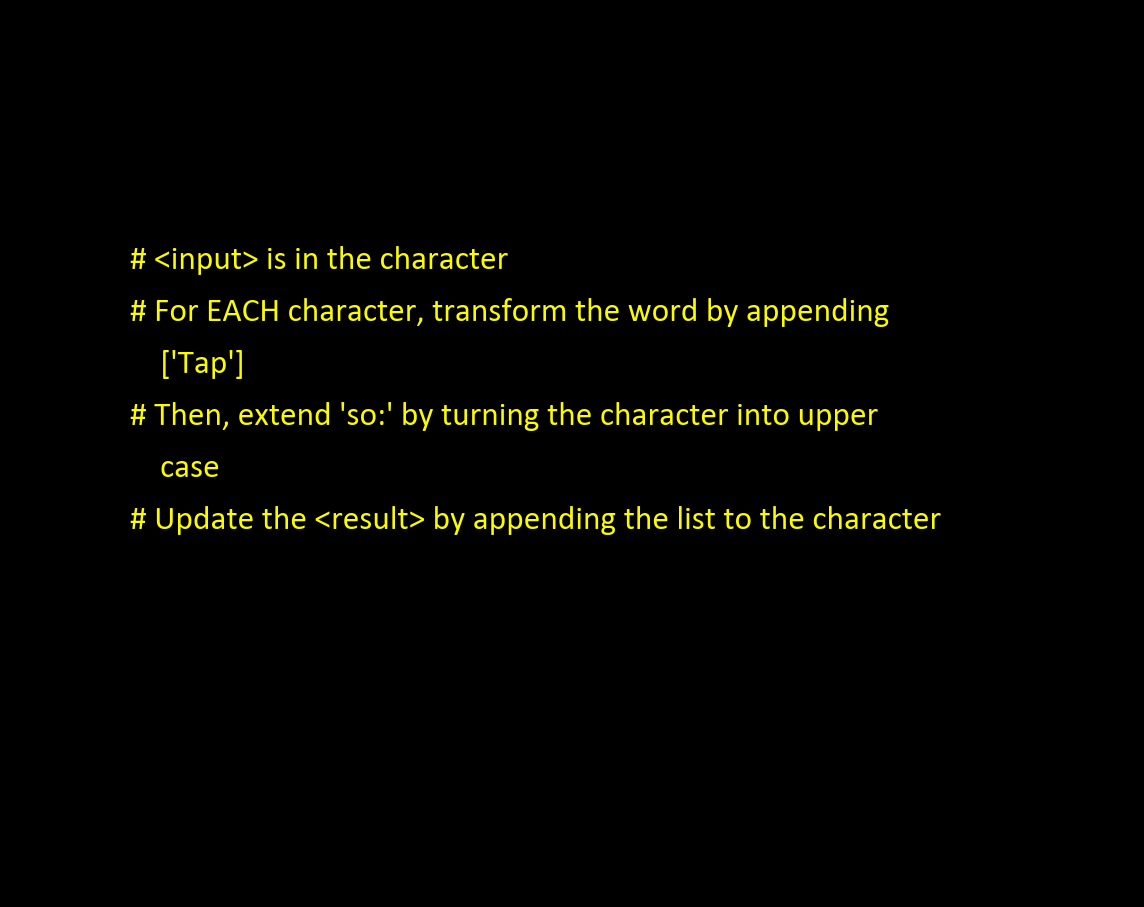 # <input> is in the character
# For EACH character, transform the word by appending
['Tap']
# Then, extend 'so:' by turning the character into upper
case
# Update the <result> by appending the list to the character